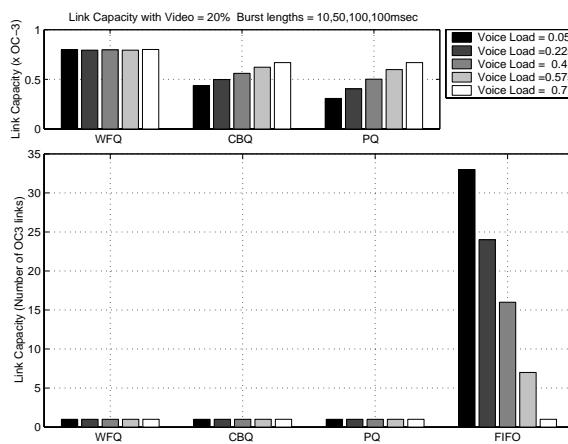 Link Capacity with Video = 20%  Burst lengths = 10,50,100,100msec
Link Capacity (x OC−3)
1
0.5
0
WFQ
CBQ
PQ
Voice Load = 0.05
Voice Load =0.225
Voice Load = 0.4
Voice Load =0.575
Voice Load = 0.7
Link Capacity (Number of OC3 links)
35
30
25
20
15
10
5
0
WFQ
CBQ
PQ
FIFO